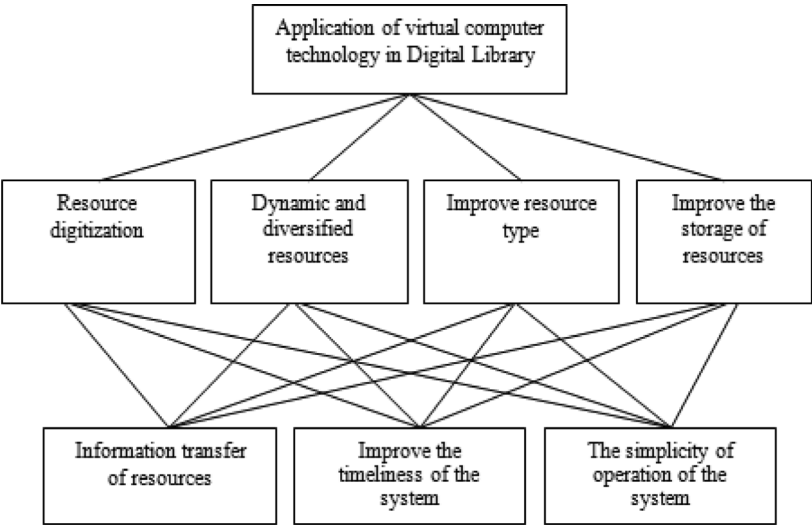 Application of virtual computer
technology in Digital Library
Resource
digitization
Dynamic and
diversified
resources
Improve resource
type
Improve the
storage of
resources
Information transfer
of resources
Improve the
timeliness of the
system
The simplicity of
operation of the
system